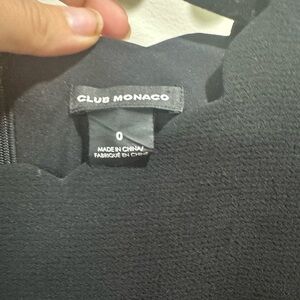 CLUB MONACO
0
MADE IN CHINA/
FABRIQUÉ EN CHINE